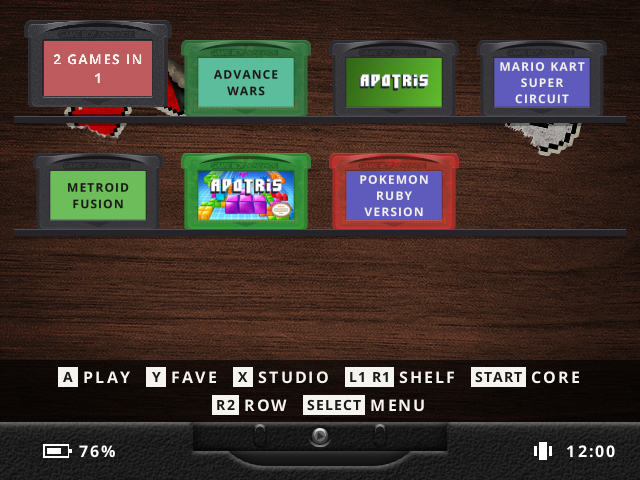 2 GAMES IN
1
ADVANCE
WARS
APOTRIS
MARIO KART
SUPER
CIRCUIT
METROID
FUSION
APOTRIS
POKEMON
RUBY
VERSION
A PLAY Y FAVE X STUDIO L1 R1 SHELF START CORE
R2 ROW SELECT MENU
76% 12:00